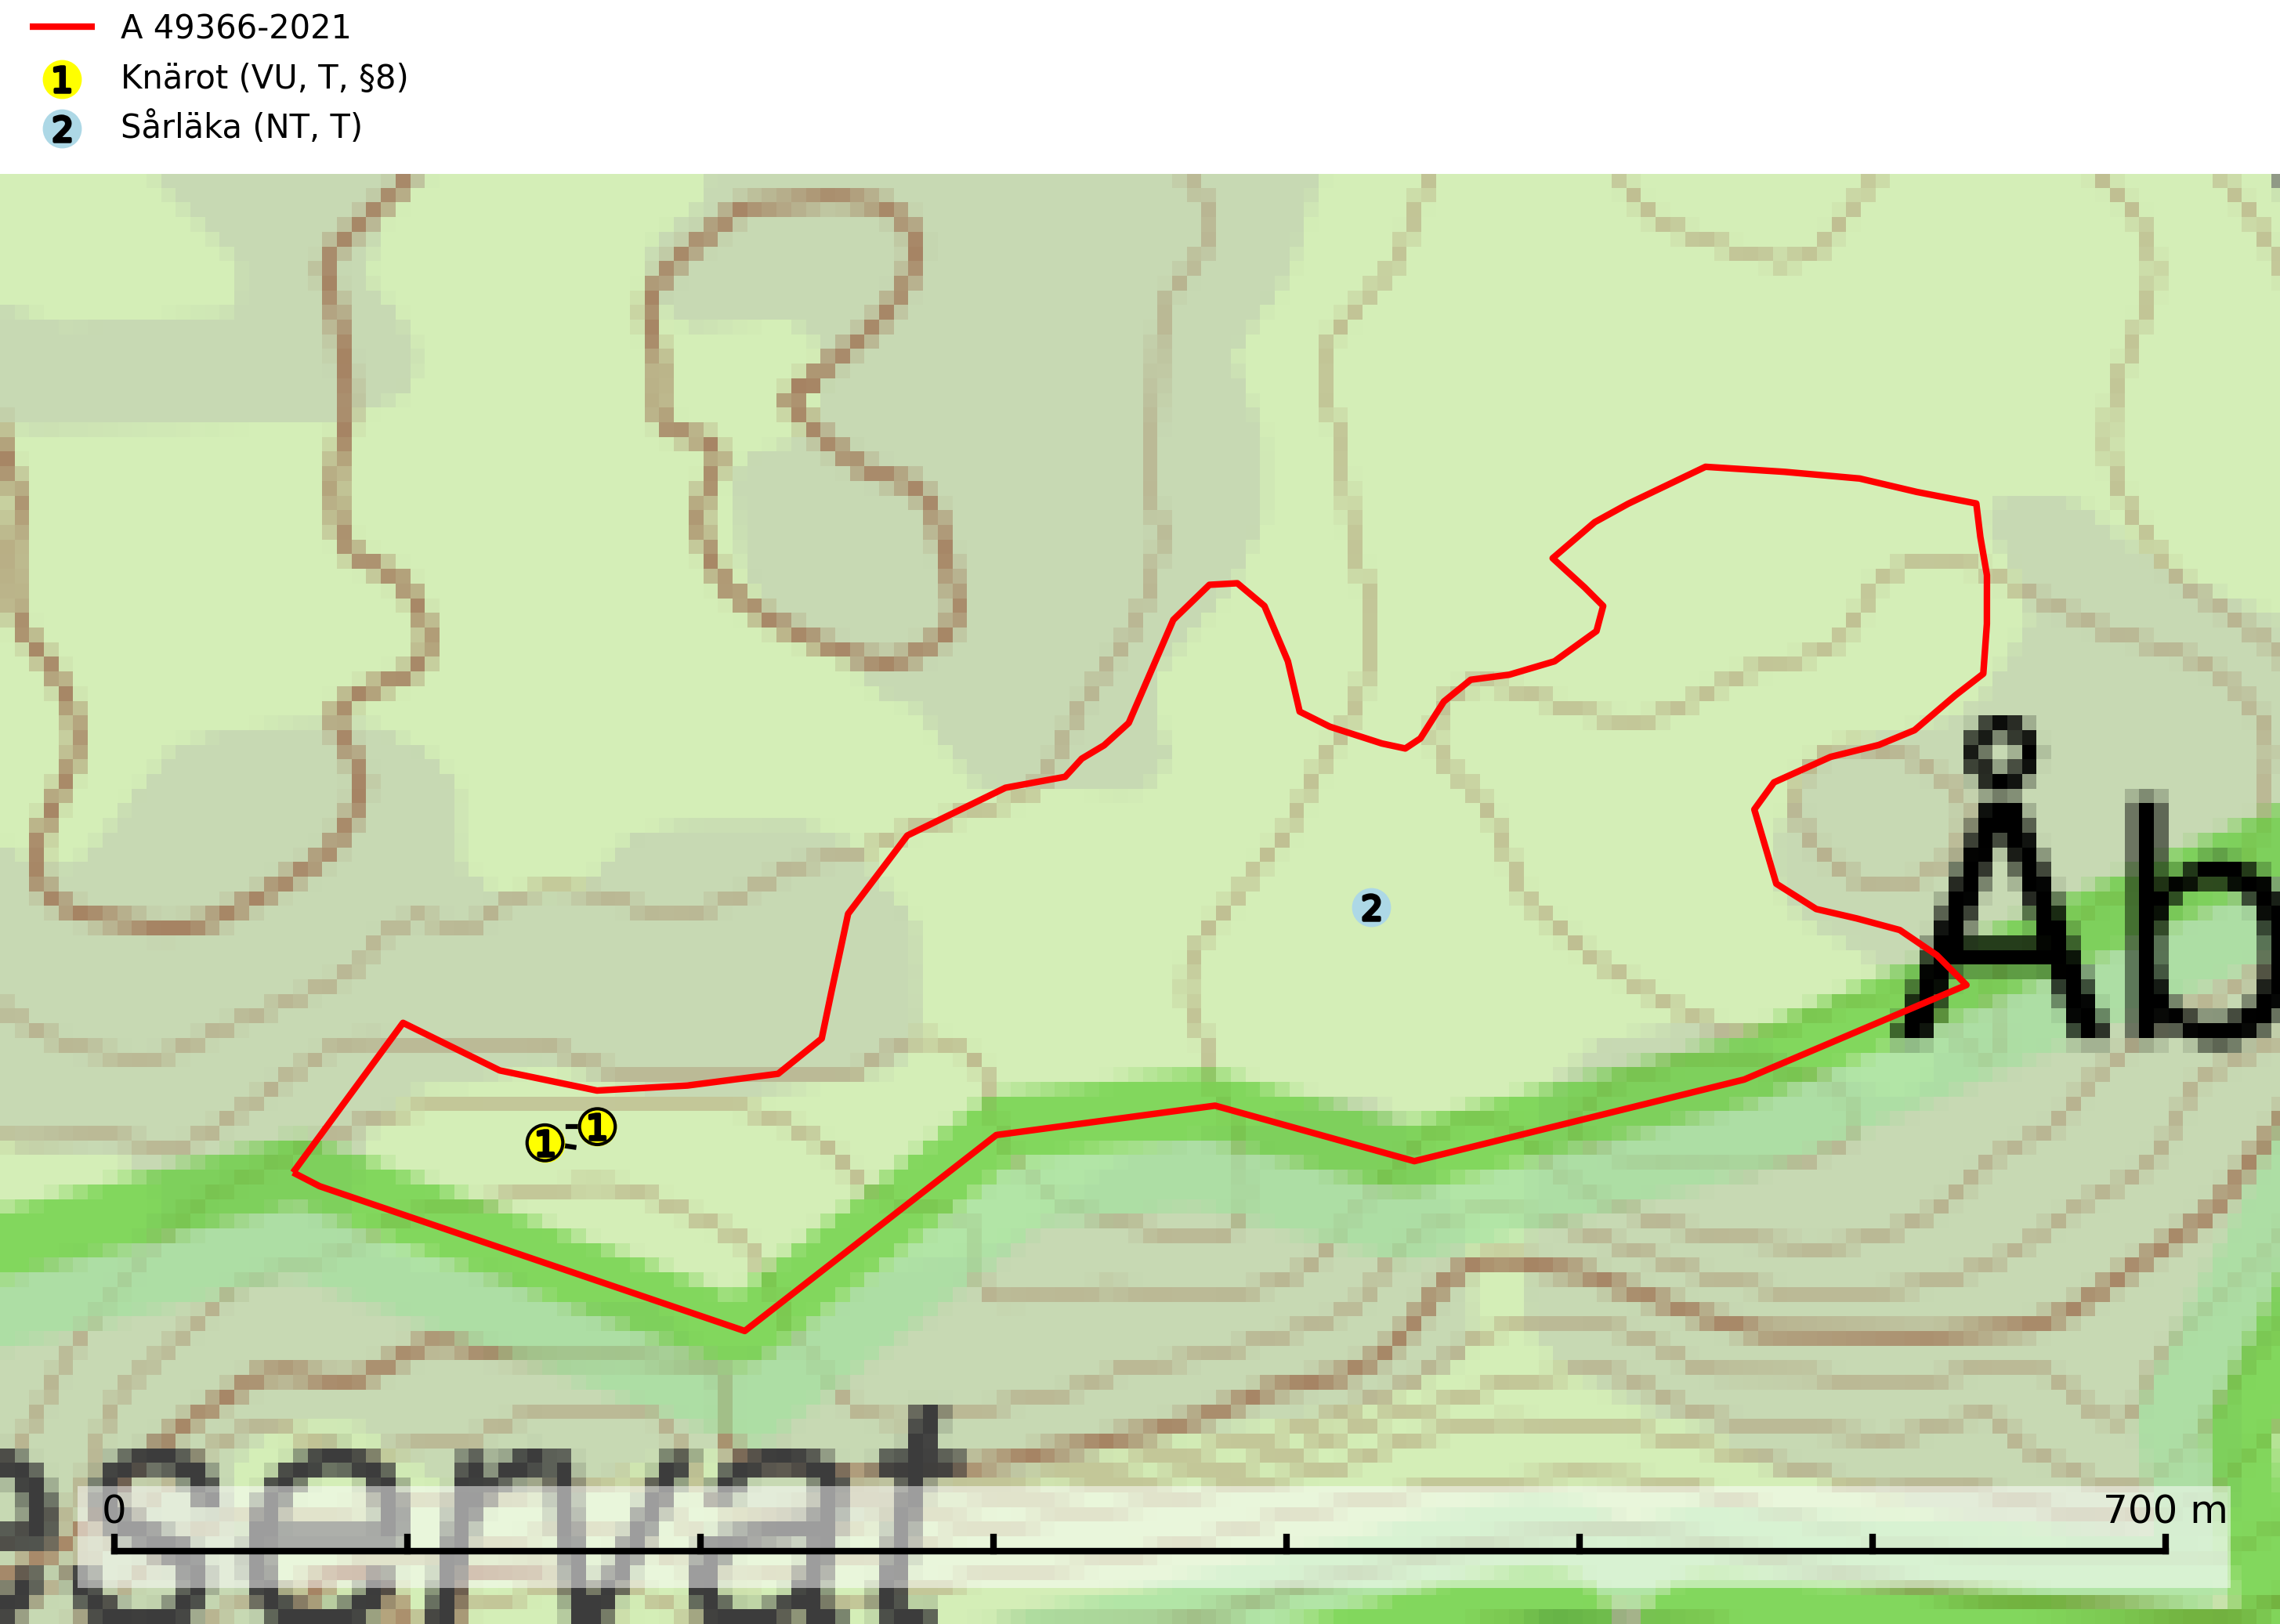 A 49366-2021
1 Knärot (VU, T, §8)
2 Sårläka (NT, T)
2
Åb
1 1
servat
0 700 m